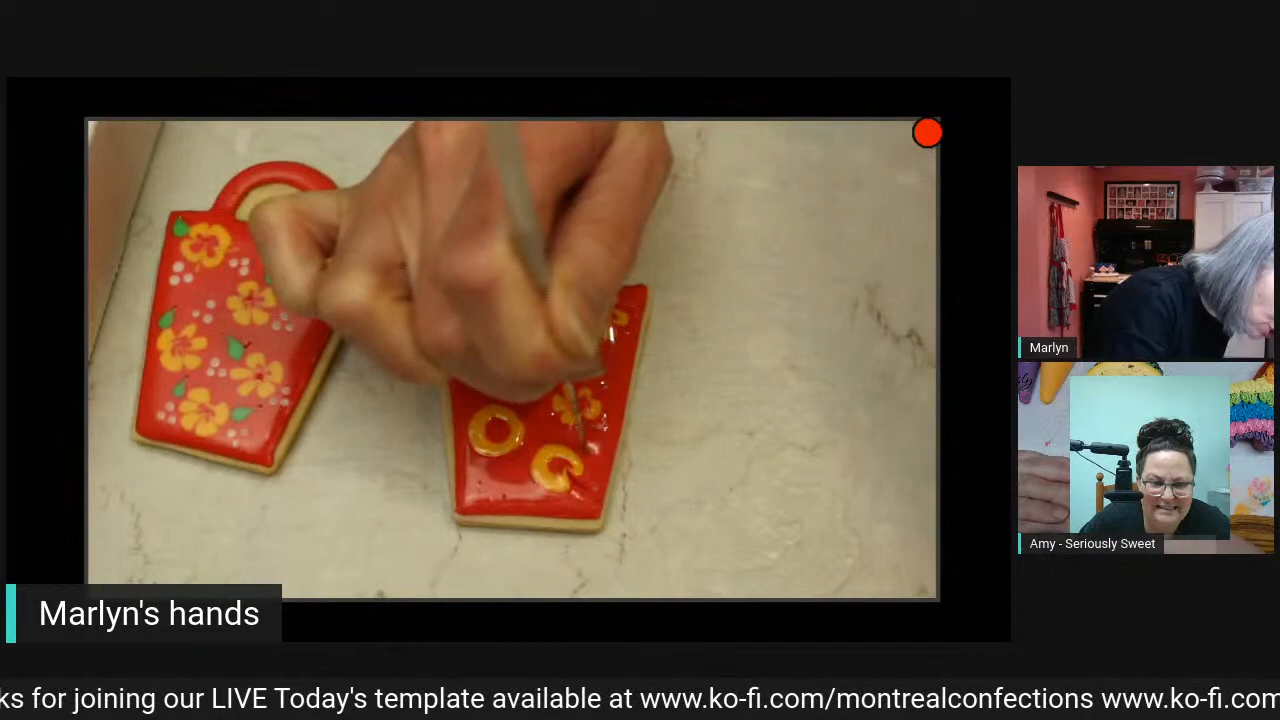 Marlyn
Amy - Seriously Sweet
Marlyn's hands
ks for joining our LIVE Today's template available at www.ko-fi.com/montrealconfections www.ko-fi.com